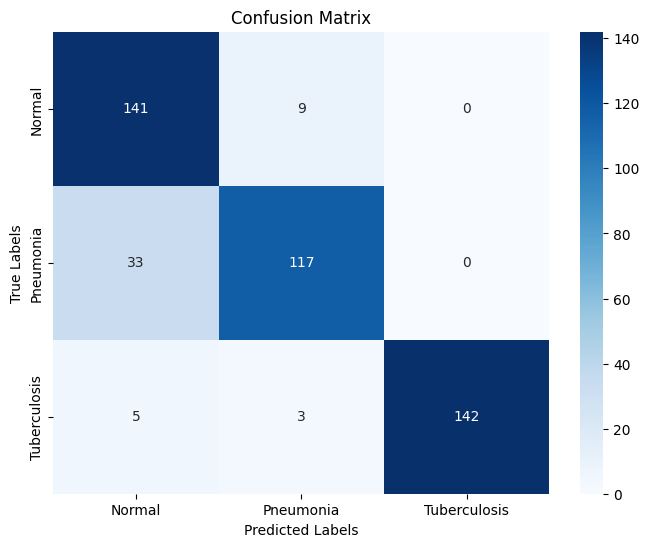 Confusion Matrix
True Labels
Normal
Pneumonia
Tuberculosis
141 9 0
33 117 0
5 3 142
Normal Pneumonia Tuberculosis
Predicted Labels
140
120
100
80
60
40
20
0